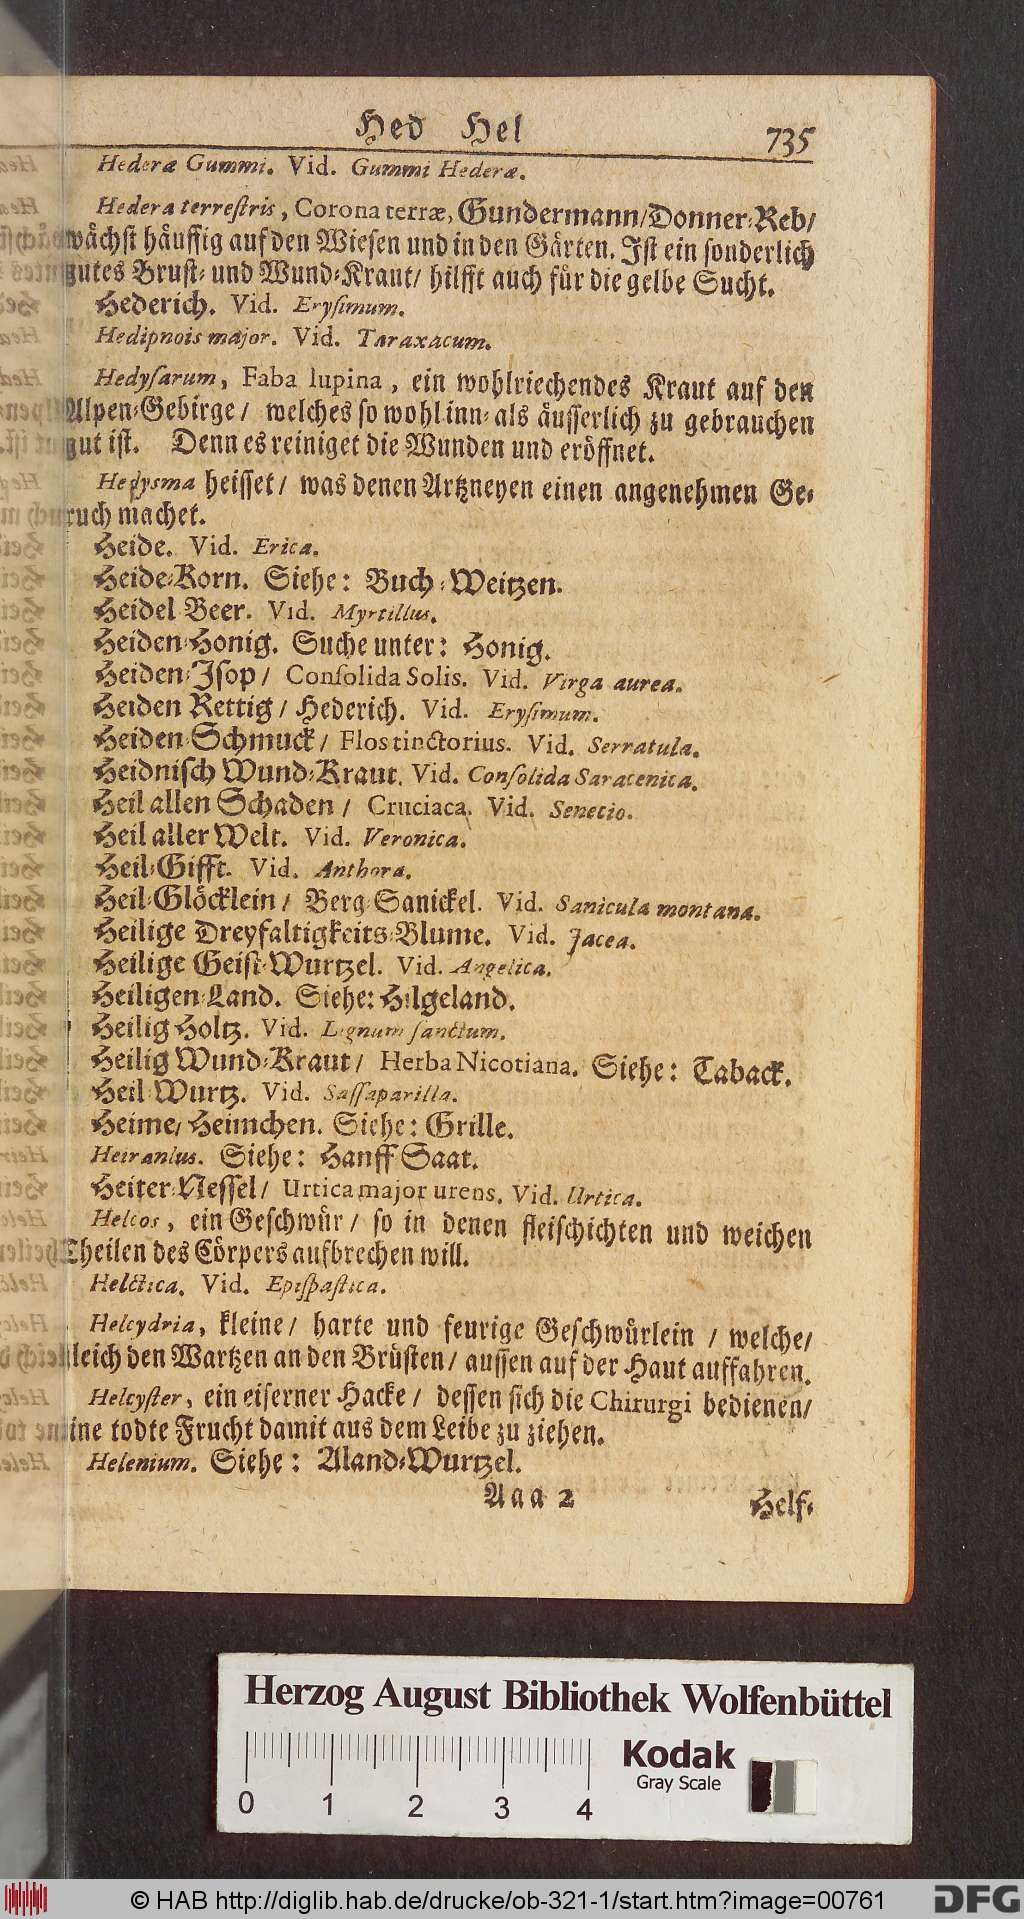 Hed Hel 735
Hederæ Gummi. Vid. Gummi Hederæ.
Hedera terreſtris, Corona terræ, Gundermann/Donner-Reb/
wächſt häuffig auf den Wieſen und in den Gärten. Iſt ein ſonderlich
gutes Bruſt- und Wund-Kraut/ hilfft auch für die gelbe Sucht.
Hederich. Vid. Eryſimum.
Hedipnois major. Vid. Taraxacum.
Hedyſarum, Faba lupina, ein wohlriechendes Kraut auf den
Alpen-Gebirge/ welches ſo wohl inn- als äuſſerlich zu gebrauchen
gut iſt. Denn es reiniget die Wunden und eröffnet.
Hedysma heiſſet/ was denen Artzneyen einen angenehmen Ge-
ruch machet.
Heide. Vid. Erica.
Heide-Korn. Siehe: Buch-Weitzen.
Heidel Beer. Vid. Myrtillus.
Heiden-Honig. Suche unter: Honig.
Heiden-Iſop/ Conſolida Solis. Vid. Virga aurea.
Heiden Rettig/ Hederich. Vid. Eryſimum.
Heiden-Schmuck/ Flos tinctorius. Vid. Serratula.
Heidniſch Wund-Kraut. Vid. Conſolida Saracenica.
Heil allen Schaden/ Cruciaca. Vid. Senecio.
Heil aller Welt. Vid. Veronica.
Heil-Gifft. Vid. Anthora.
Heil-Glöcklein/ Berg-Sanickel. Vid. Sanicula montana.
Heilige Dreyfaltigkeits-Blume. Vid. Jacea.
Heilige Geiſt-Wurtzel. Vid. Angelica.
Heiligen-Land. Siehe: Hilgeland.
Heilig Holtz. Vid. Lignum ſanctum.
Heilig Wund-Kraut/ Herba Nicotiana. Siehe: Taback.
Heil-Wurtz. Vid. Saſſaparilla.
Heime/ Heimchen. Siehe: Grille.
Heiranlus. Siehe: Hanff Saat.
Heiter-Neſſel/ Urtica major urens. Vid. Urtica.
Helcos, ein Geſchwür/ ſo in denen fleiſchichten und weichen
Theilen des Cörpers aufbrechen will.
Helctica. Vid. Epiſpaſtica.
Helcydria, kleine/ harte und feurige Geſchwürlein/ welche/
gleich den Wartzen an den Brüſten/ auſſen auf der Haut auffahren.
Helcyſter, ein eiſerner Hacke/ deſſen ſich die Chirurgi bedienen/
eine todte Frucht damit aus dem Leibe zu ziehen.
Helenium. Siehe: Aland-Wurtzel.
Aaa 2 Helf-
Herzog August Bibliothek Wolfenbüttel
Kodak
Gray Scale
0 1 2 3 4
© HAB http://diglib.hab.de/drucke/ob-321-1/start.htm?image=00761
DFG